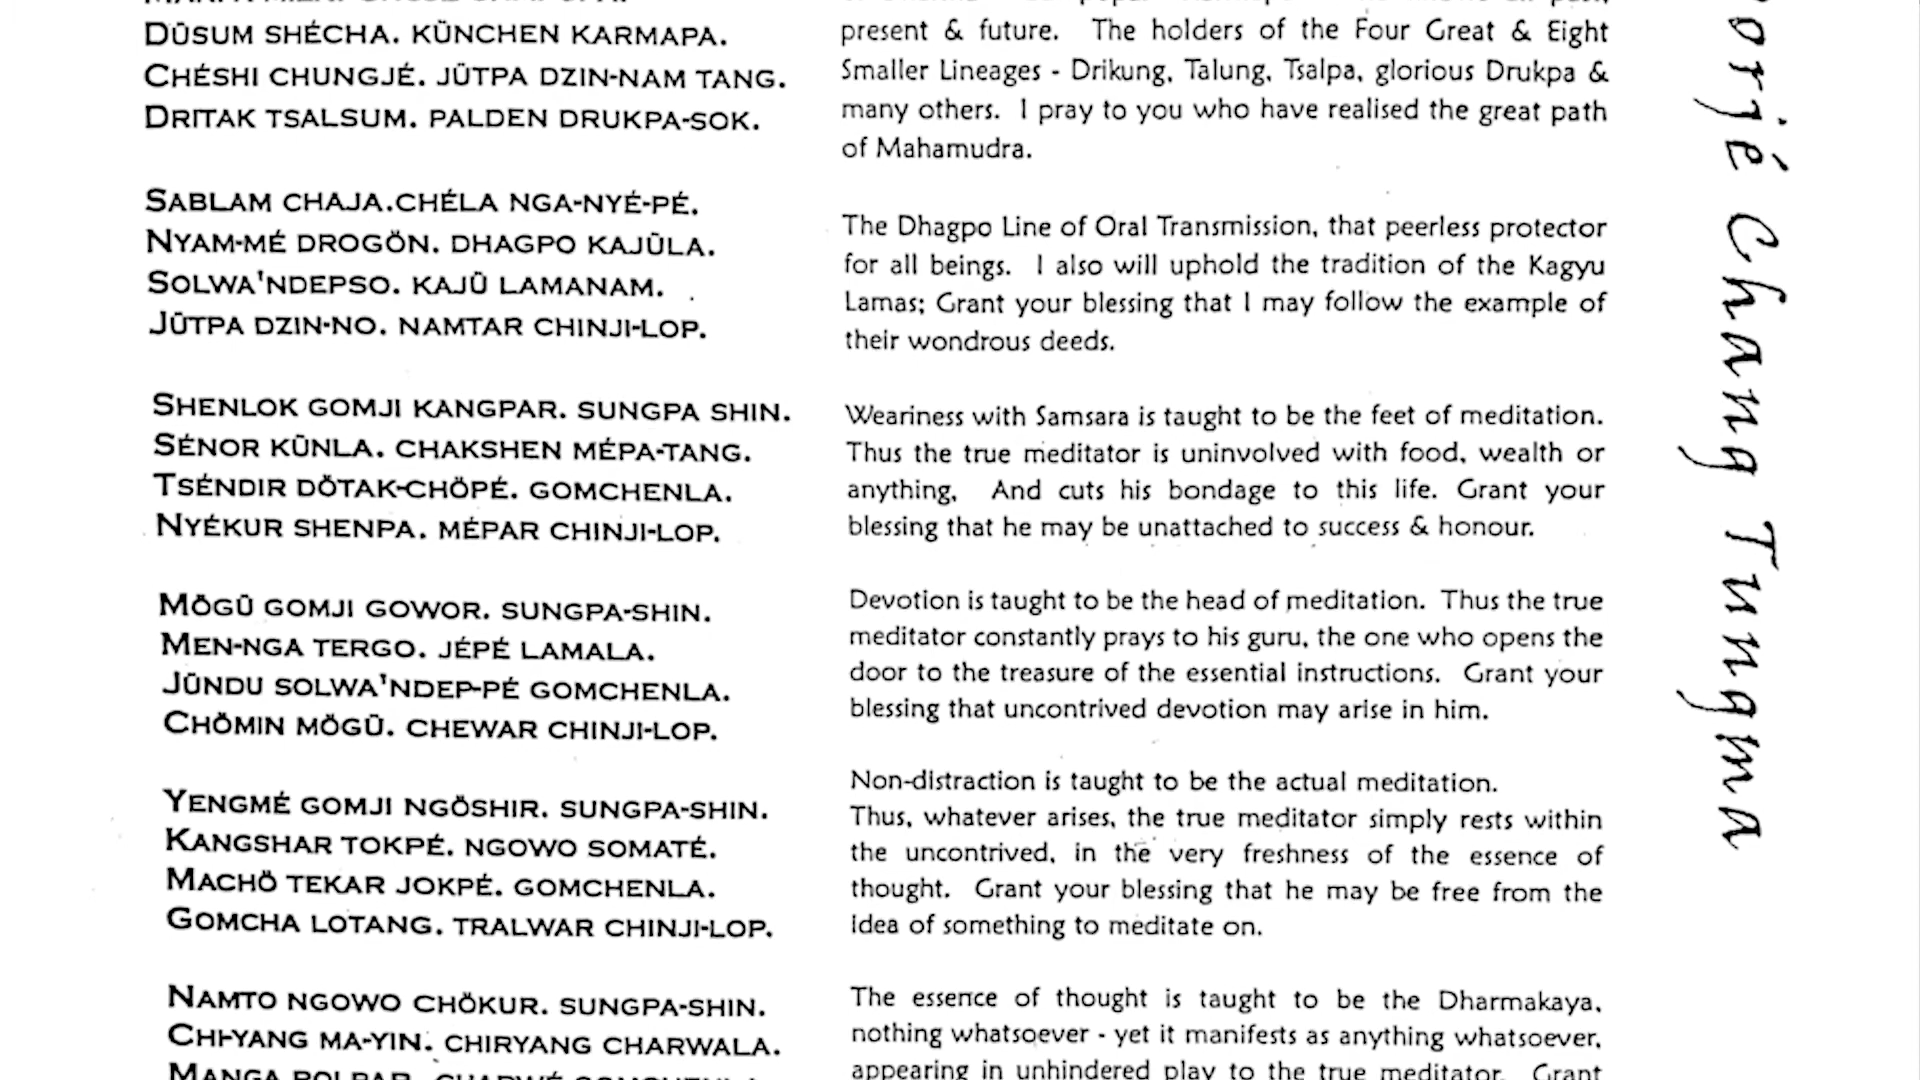 DŪSUM SHÉCHA. KŪNCHEN KARMAPA.
CHÉSHI CHUNGJÉ. JŪTPA DZIN-NAM TANG.
DRITAK TSALSUM. PALDEN DRUKPA-SOK.
SABLAM CHAJA.CHÉLA NGA-NYÉ-PÉ.
NYAM-MÉ DROGÖN. DHAGPO KAJŪLA.
SOLWA'NDEPSO. KAJŪ LAMANAM.
JŪTPA DZIN-NO. NAMTAR CHINJI-LOP.
SHENLOK GOMJI KANGPAR. SUNGPA SHIN.
SÉNOR KŪNLA. CHAKSHEN MÉPA-TANG.
TSÉNDIR DÖTAK-CHÖPÉ. GOMCHENLA.
NYÉKUR SHENPA. MÉPAR CHINJI-LOP.
MÖGŪ GOMJI GOWOR. SUNGPA-SHIN.
MEN-NGA TERGO. JÉPÉ LAMALA.
JŪNDU SOLWA'NDEP-PÉ GOMCHENLA.
CHÖMIN MÖGŪ. CHEWAR CHINJI-LOP.
YENGMÉ GOMJI NGÖSHIR. SUNGPA-SHIN.
KANGSHAR TOKPÉ. NGOWO SOMATÉ.
MACHÖ TEKAR JOKPÉ. GOMCHENLA.
GOMCHA LOTANG. TRALWAR CHINJI-LOP.
NAMTO NGOWO CHÖKUR. SUNGPA-SHIN.
CHI-YANG MA-YIN. CHIRYANG CHARWALA.
present & future. The holders of the Four Great & Eight
Smaller Lineages - Drikung, Talung, Tsalpa, glorious Drukpa &
many others. I pray to you who have realised the great path
of Mahamudra.
The Dhagpo Line of Oral Transmission, that peerless protector
for all beings. I also will uphold the tradition of the Kagyu
Lamas; Grant your blessing that I may follow the example of
their wondrous deeds.
Weariness with Samsara is taught to be the feet of meditation.
Thus the true meditator is uninvolved with food, wealth or
anything, And cuts his bondage to this life. Grant your
blessing that he may be unattached to success & honour.
Devotion is taught to be the head of meditation. Thus the true
meditator constantly prays to his guru, the one who opens the
door to the treasure of the essential instructions. Grant your
blessing that uncontrived devotion may arise in him.
Non-distraction is taught to be the actual meditation.
Thus, whatever arises, the true meditator simply rests within
the uncontrived, in the very freshness of the essence of
thought. Grant your blessing that he may be free from the
idea of something to meditate on.
The essence of thought is taught to be the Dharmakaya,
nothing whatsoever - yet it manifests as anything whatsoever,
appearing in unhindered play to the true meditator. Grant
orjé Chang Tungma